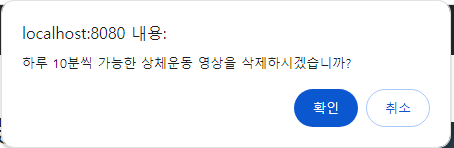 localhost:8080 내용:
하루 10분씩 가능한 상체운동 영상을 삭제하시겠습니까?
확인
취소